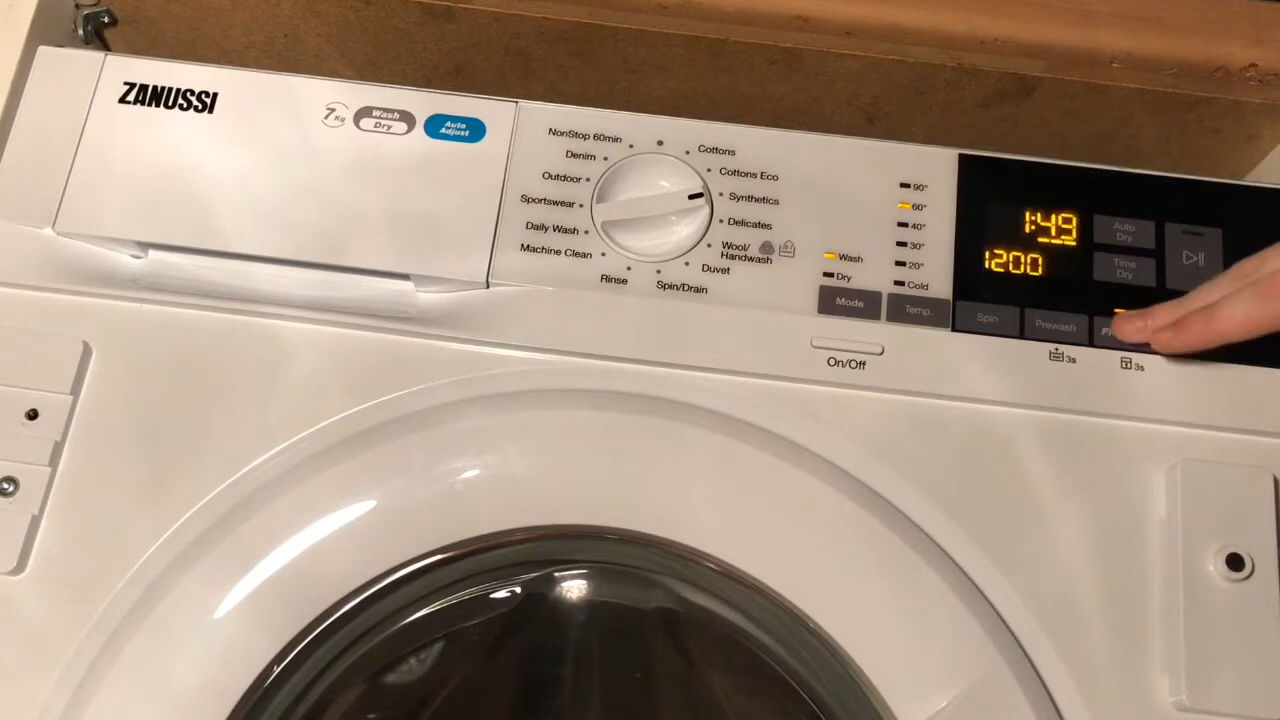 ZANUSSI
7Kg
Wash
Dry
Auto
Adjust
NonStop 60min
Denim
Outdoor
Sportswear
Daily Wash
Machine Clean
Rinse
Spin/Drain
Duvet
Wool/
Handwash
Delicates
Synthetics
Cottons Eco
Cottons
Wash
Dry
Mode
90°
60°
40°
30°
20°
Cold
Temp.
On/Off
1:49
1200
Auto
Dry
Time
Dry
Spin
Prewash
3s
3s